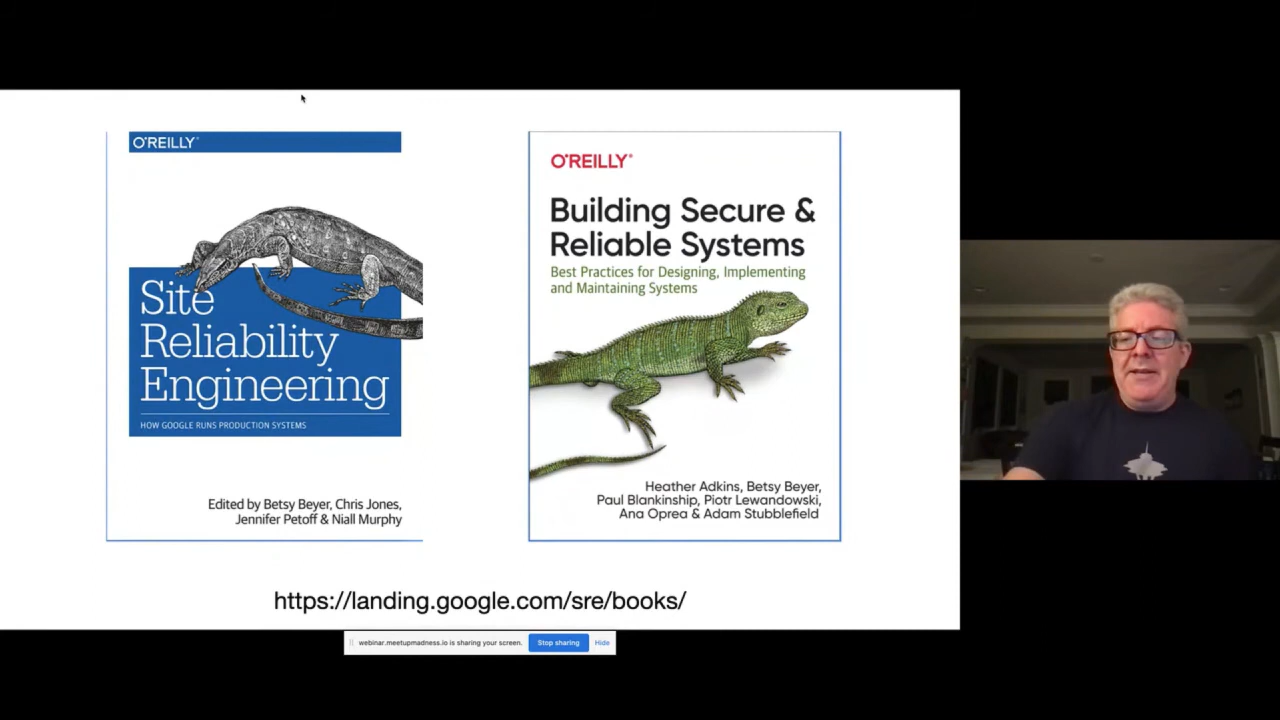 O'REILLY®
Site
Reliability
Engineering
HOW GOOGLE RUNS PRODUCTION SYSTEMS
Edited by Betsy Beyer, Chris Jones,
Jennifer Petoff & Niall Murphy
O'REILLY®
Building Secure &
Reliable Systems
Best Practices for Designing, Implementing
and Maintaining Systems
Heather Adkins, Betsy Beyer,
Paul Blankinship, Piotr Lewandowski,
Ana Oprea & Adam Stubblefield
https://landing.google.com/sre/books/
webinar.meetupmadness.io is sharing your screen. Stop sharing Hide